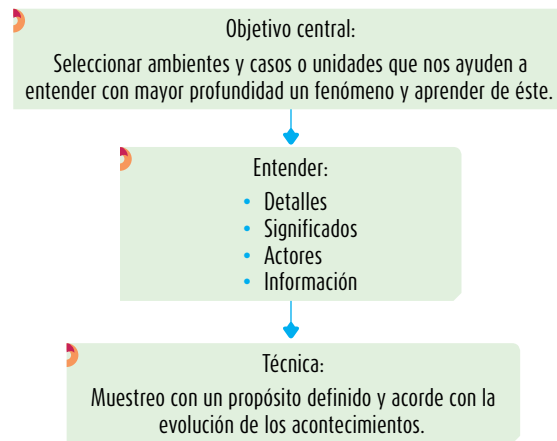 Objetivo central:
Seleccionar ambientes y casos o unidades que nos ayuden a
entender con mayor profundidad un fenómeno y aprender de éste.
Entender:
• Detalles
• Significados
• Actores
• Información
Técnica:
Muestreo con un propósito definido y acorde con la
evolución de los acontecimientos.